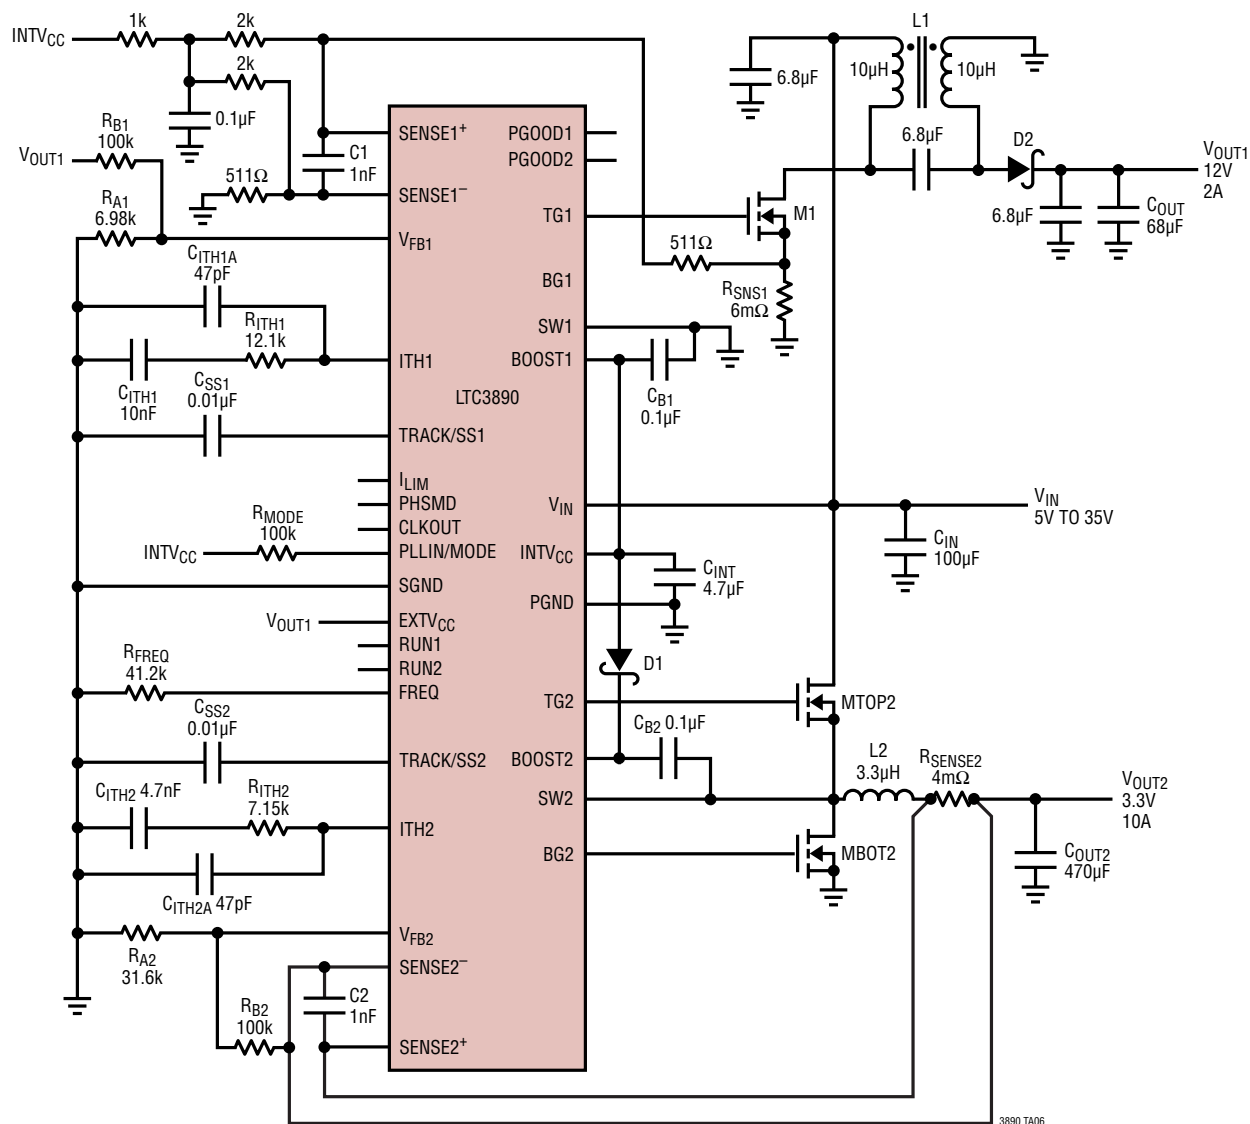 INTVCC
1k
2k
2k
0.1µF
RB1
100k
VOUT1
RA1
6.98k
511Ω
C1
1nF
CITH1A
47pF
RITH1
12.1k
CITH1
10nF
CSS1
0.01µF
RMODE
100k
INTVCC
VOUT1
RFREQ
41.2k
CSS2
0.01µF
CITH2 4.7nF
RITH2
7.15k
CITH2A 47pF
RA2
31.6k
RB2
100k
C2
1nF
SENSE1+
SENSE1–
VFB1
ITH1
LTC3890
TRACK/SS1
ILIM
PHSMD
CLKOUT
PLLIN/MODE
SGND
EXTVCC
RUN1
RUN2
FREQ
TRACK/SS2
ITH2
VFB2
SENSE2–
SENSE2+
PGOOD1
PGOOD2
TG1
BG1
SW1
BOOST1
VIN
INTVCC
PGND
TG2
BOOST2
SW2
BG2
L1
10µH
10µH
6.8µF
6.8µF
D2
VOUT1
12V
2A
6.8µF
COUT
68µF
M1
511Ω
RSNS1
6mΩ
CB1
0.1µF
VIN
5V TO 35V
CIN
100µF
CINT
4.7µF
D1
CB2 0.1µF
MTOP2
L2
3.3µH
RSENSE2
4mΩ
VOUT2
3.3V
10A
MBOT2
COUT2
470µF
3890 TA06